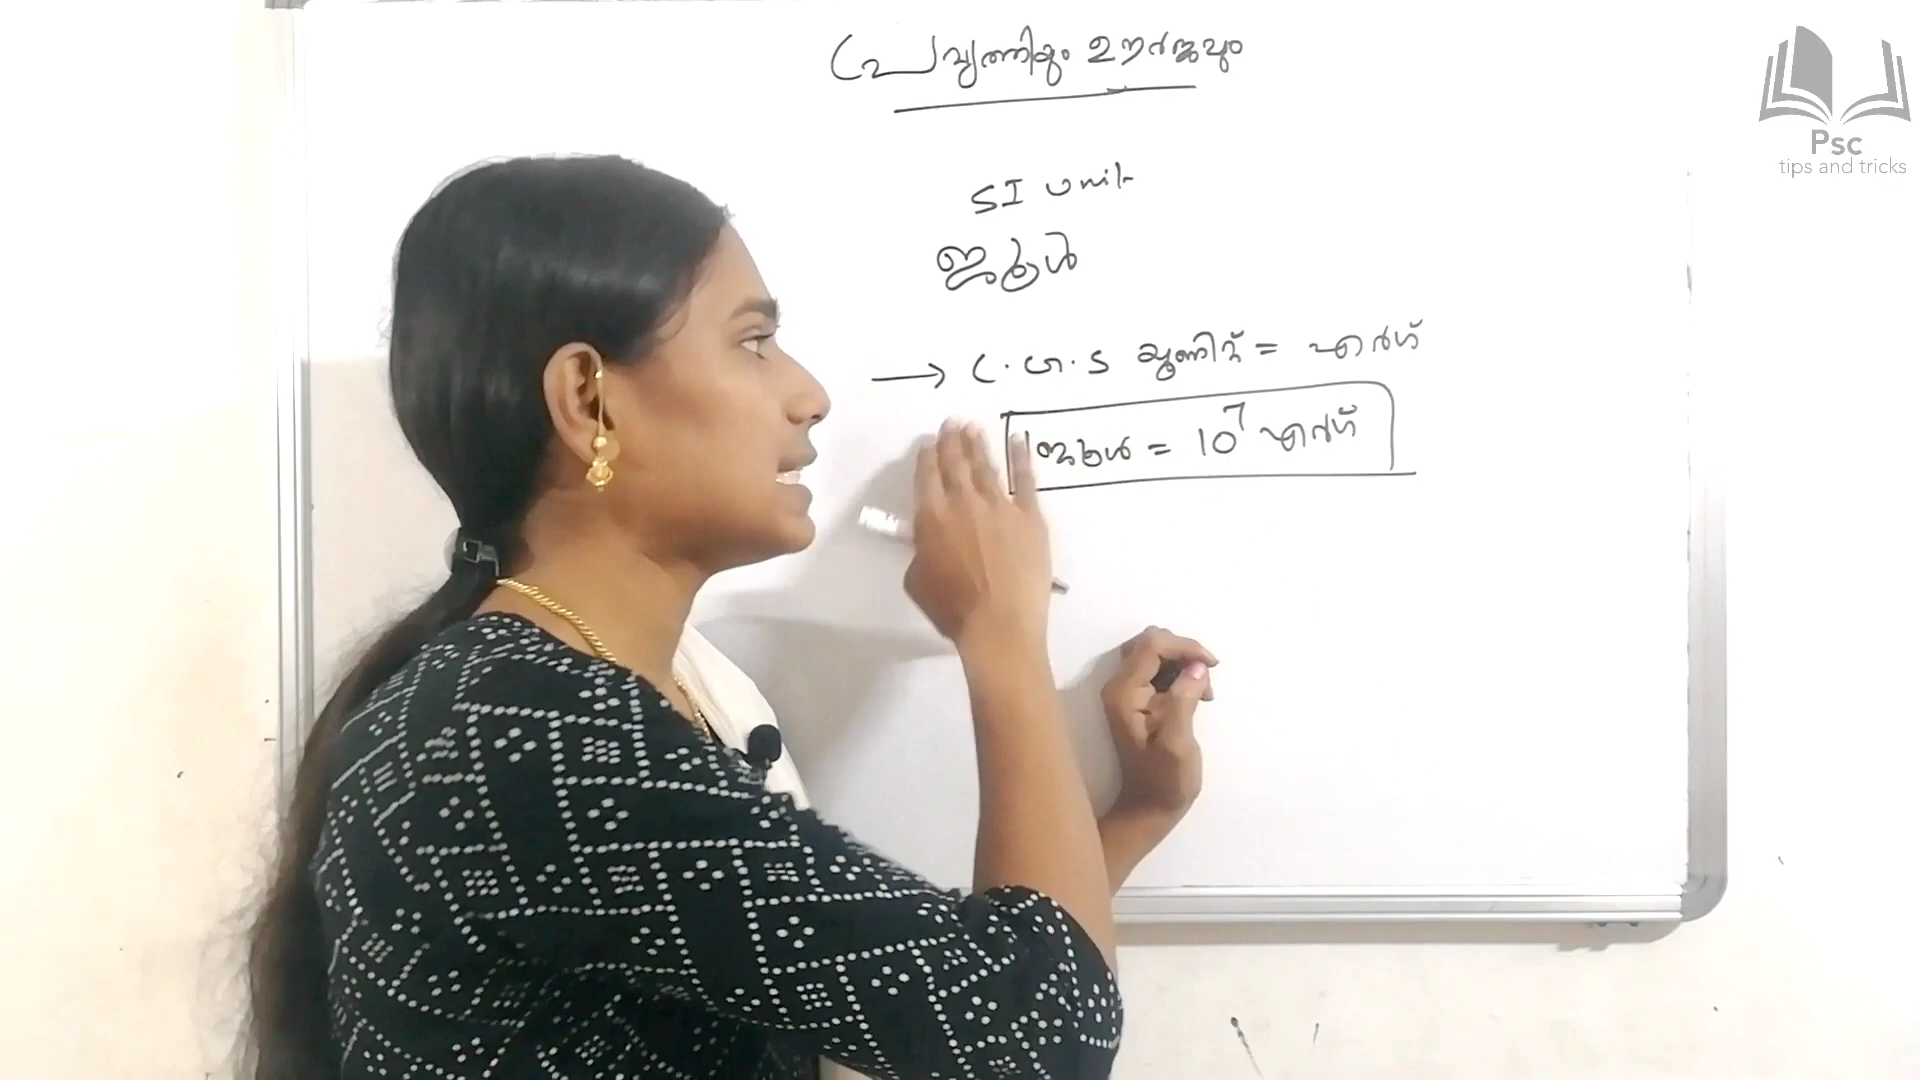 പ്രവൃത്തിയും ഊർജ്ജവും
SI unit
ജൂൾ
→ C.G.S യൂണിറ്റ് = എർഗ്
1 ജൂൾ = 10⁷ എർഗ്
Psc
tips and tricks